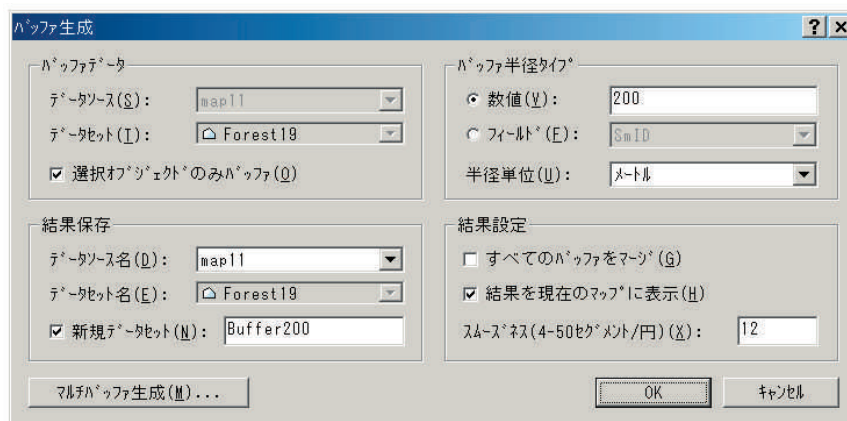 ﾊﾞｯﾌｧ生成
ﾊﾞｯﾌｧﾃﾞｰﾀ
ﾃﾞｰﾀｿｰｽ(S):
map11
ﾃﾞｰﾀｾｯﾄ(T):
Forest19
選択ｵﾌﾞｼﾞｪｸﾄﾞのみﾊﾞｯﾌｧ(O)
ﾊﾞｯﾌｧ半径ﾀｲﾌﾟ
数値(V):
200
ﾌｨｰﾙﾄﾞ(F):
SmID
半径単位(U):
ﾒｰﾄﾙ
結果保存
ﾃﾞｰﾀｿｰｽ名(D):
map11
ﾃﾞｰﾀｾｯﾄ名(E):
Forest19
新規ﾃﾞｰﾀｾｯﾄ(N):
Buffer200
結果設定
すべてのﾊﾞｯﾌｧをﾏｰｼﾞ(G)
結果を現在のﾏｯﾌﾟに表示(H)
ｽﾑｰｽﾞﾈｽ(4-50ｾｸﾞﾒﾝﾄ/円)(X):
12
ﾏﾙﾁﾊﾞｯﾌｧ生成(M)...
OK
ｷｬﾝｾﾙ